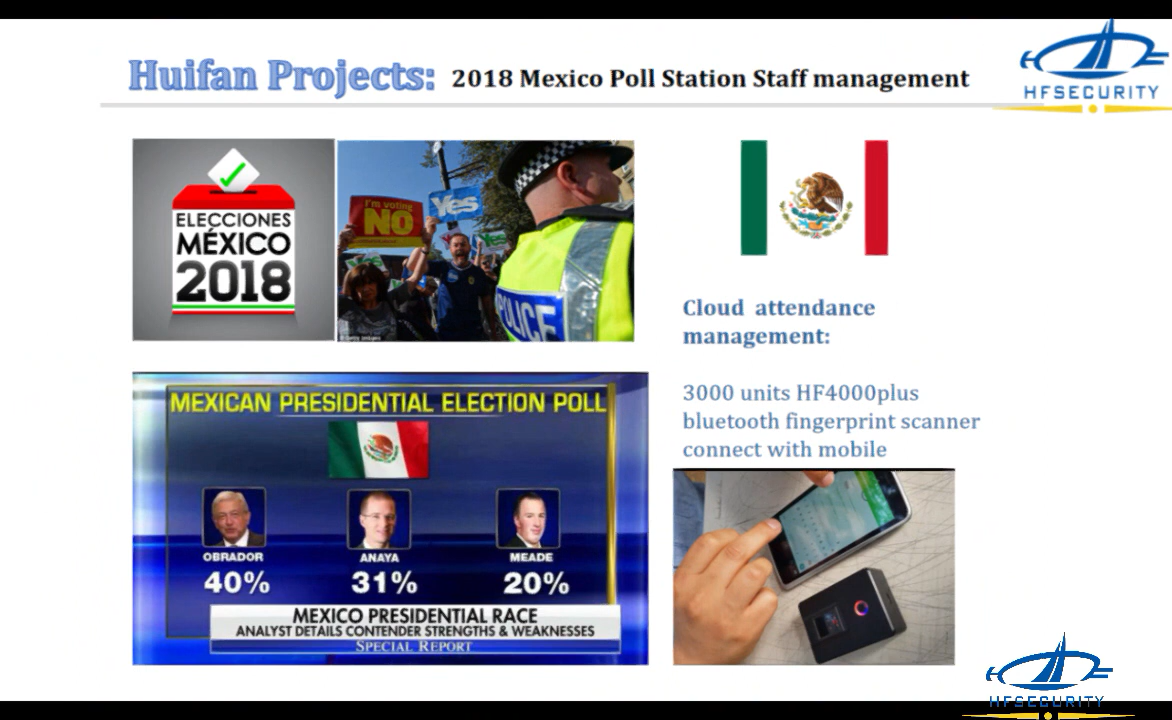 Huifan Projects: 2018 Mexico Poll Station Staff management
HFSECURITY
ELECCIONES
MÉXICO
2018
I'm voting
NO
Yes
Yes
Yes
POLICE
Cloud attendance
management:
3000 units HF4000plus
bluetooth fingerprint scanner
connect with mobile
MEXICAN PRESIDENTIAL ELECTION POLL
OBRADOR
ANAYA
MEADE
40%
31%
20%
MEXICO PRESIDENTIAL RACE
ANALYST DETAILS CONTENDER STRENGTHS & WEAKNESSES
SPECIAL REPORT
HFSECURITY